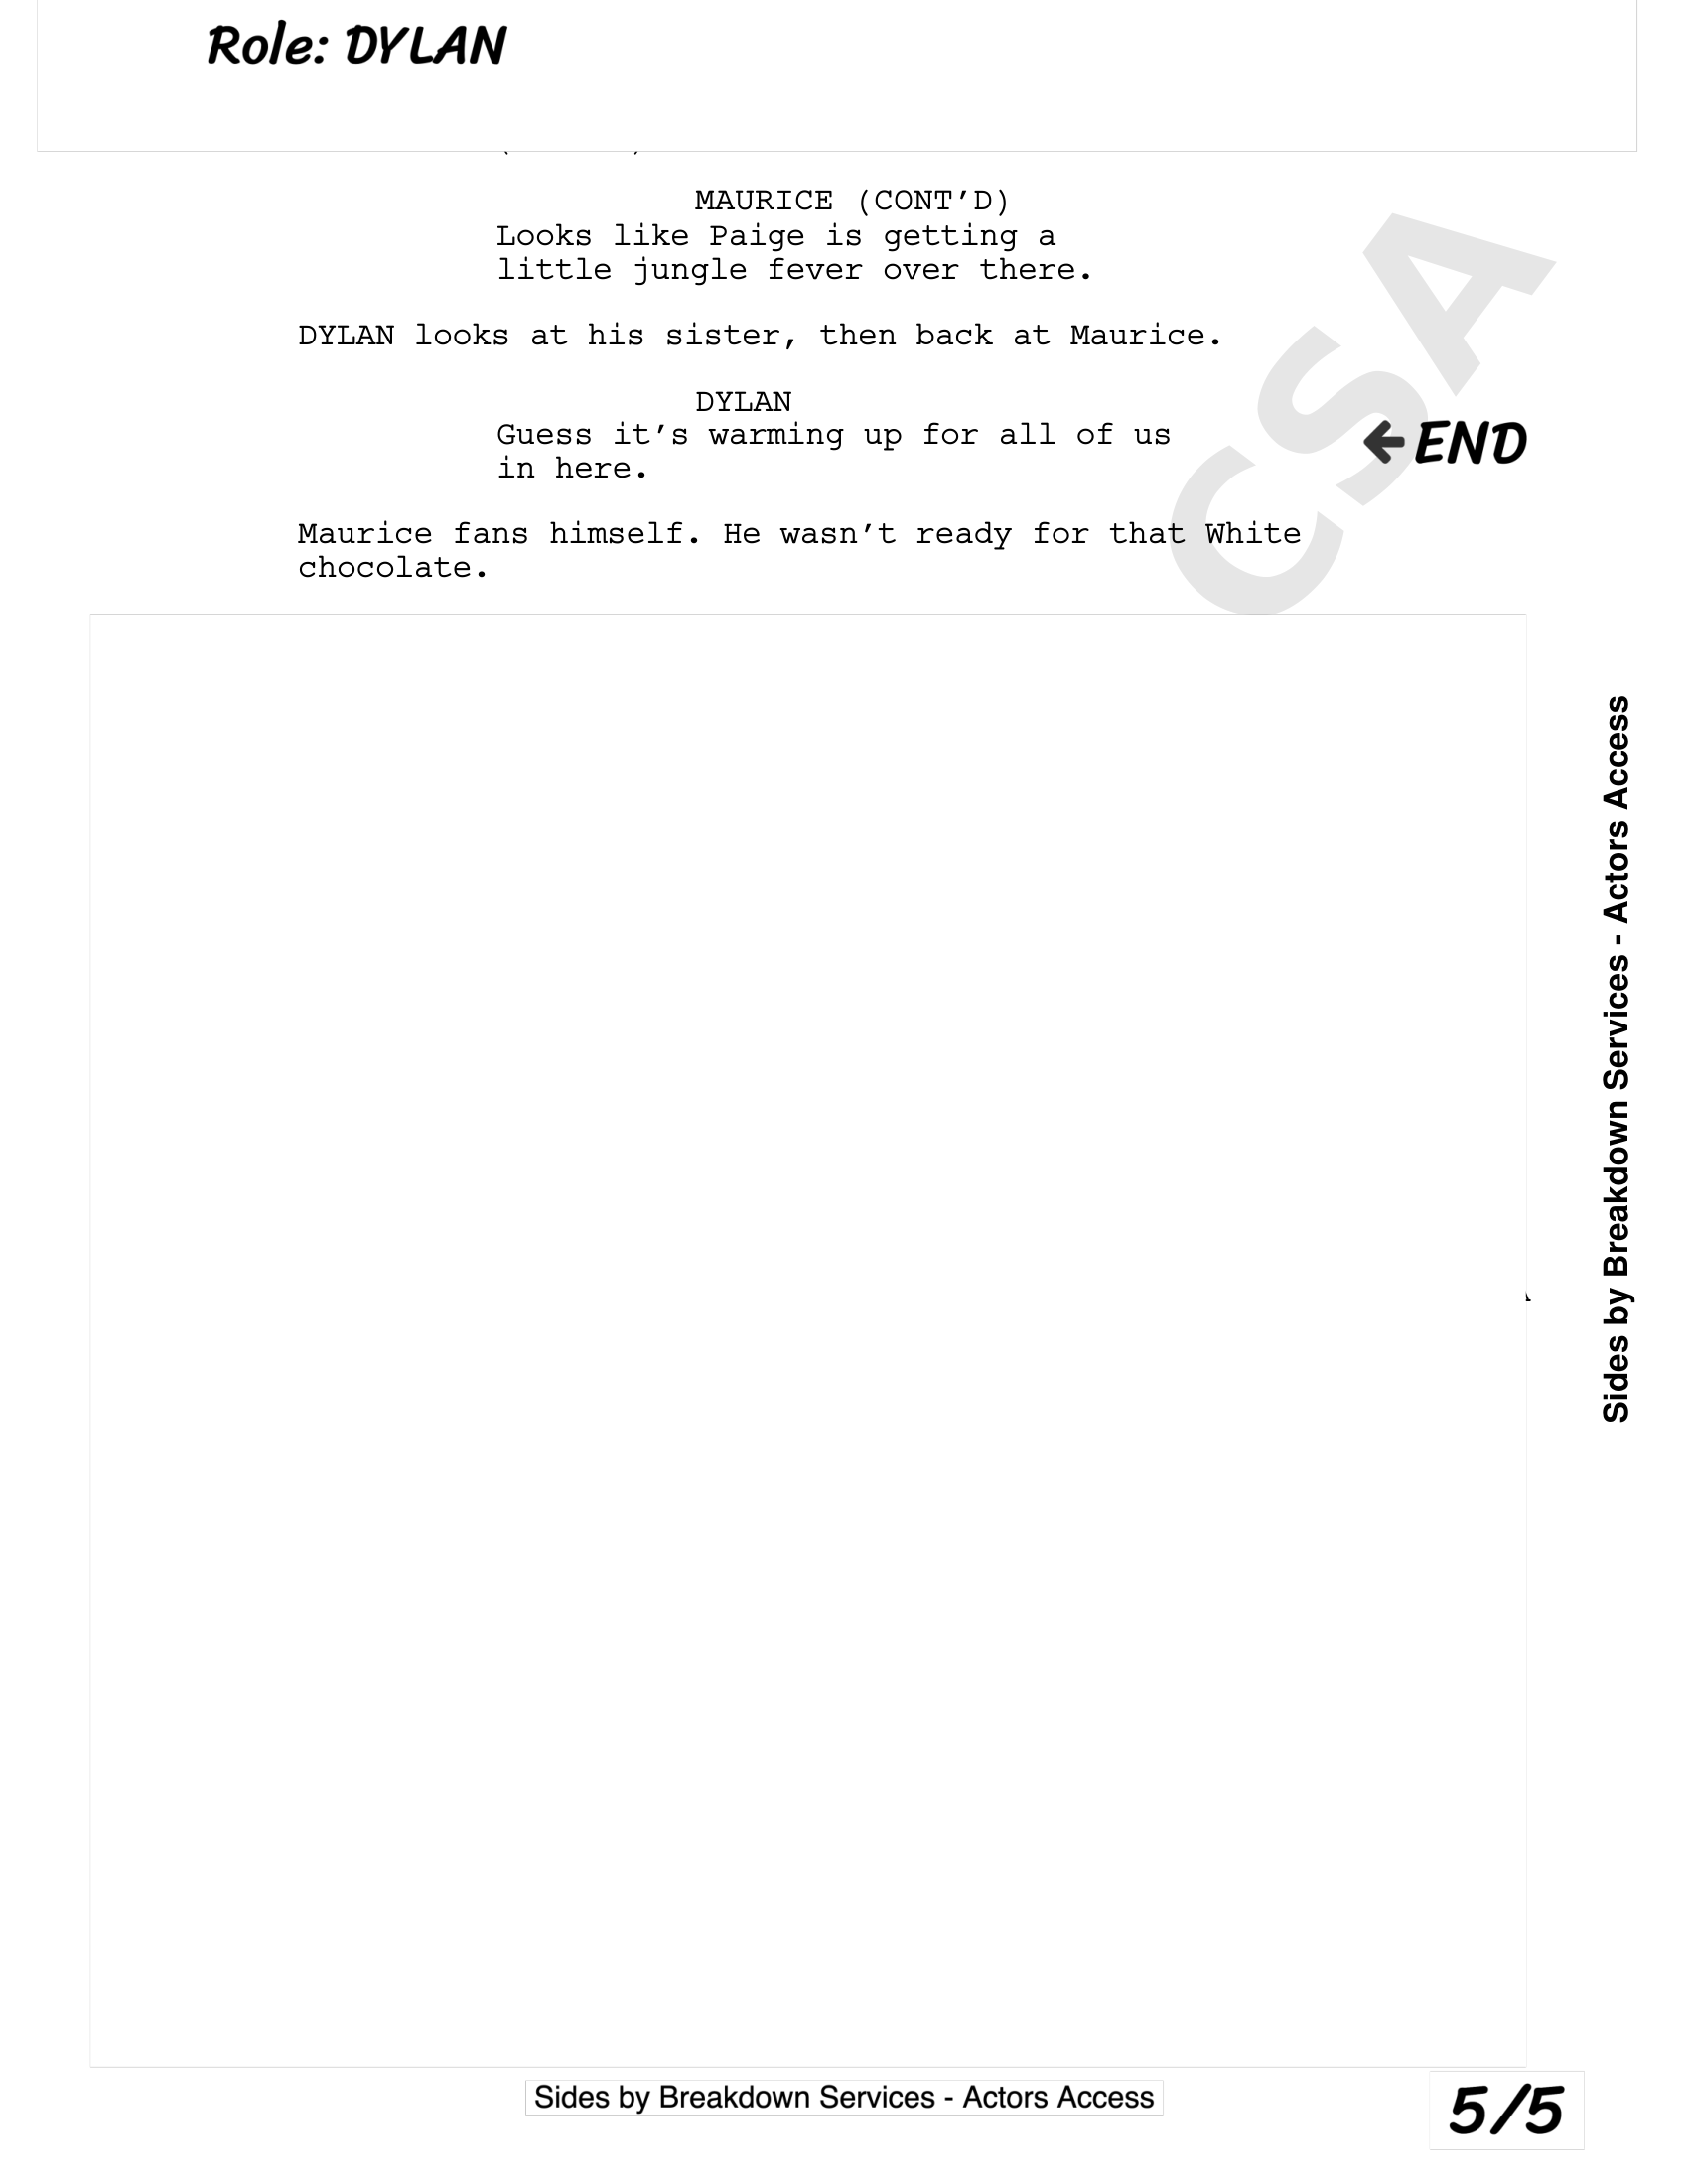 Role: DYLAN
MAURICE (CONT'D)
Looks like Paige is getting a
little jungle fever over there.
DYLAN looks at his sister, then back at Maurice.
DYLAN
Guess it's warming up for all of us
in here.
←END
Maurice fans himself. He wasn't ready for that White
chocolate.
CSA
Sides by Breakdown Services - Actors Access
Sides by Breakdown Services - Actors Access
5/5